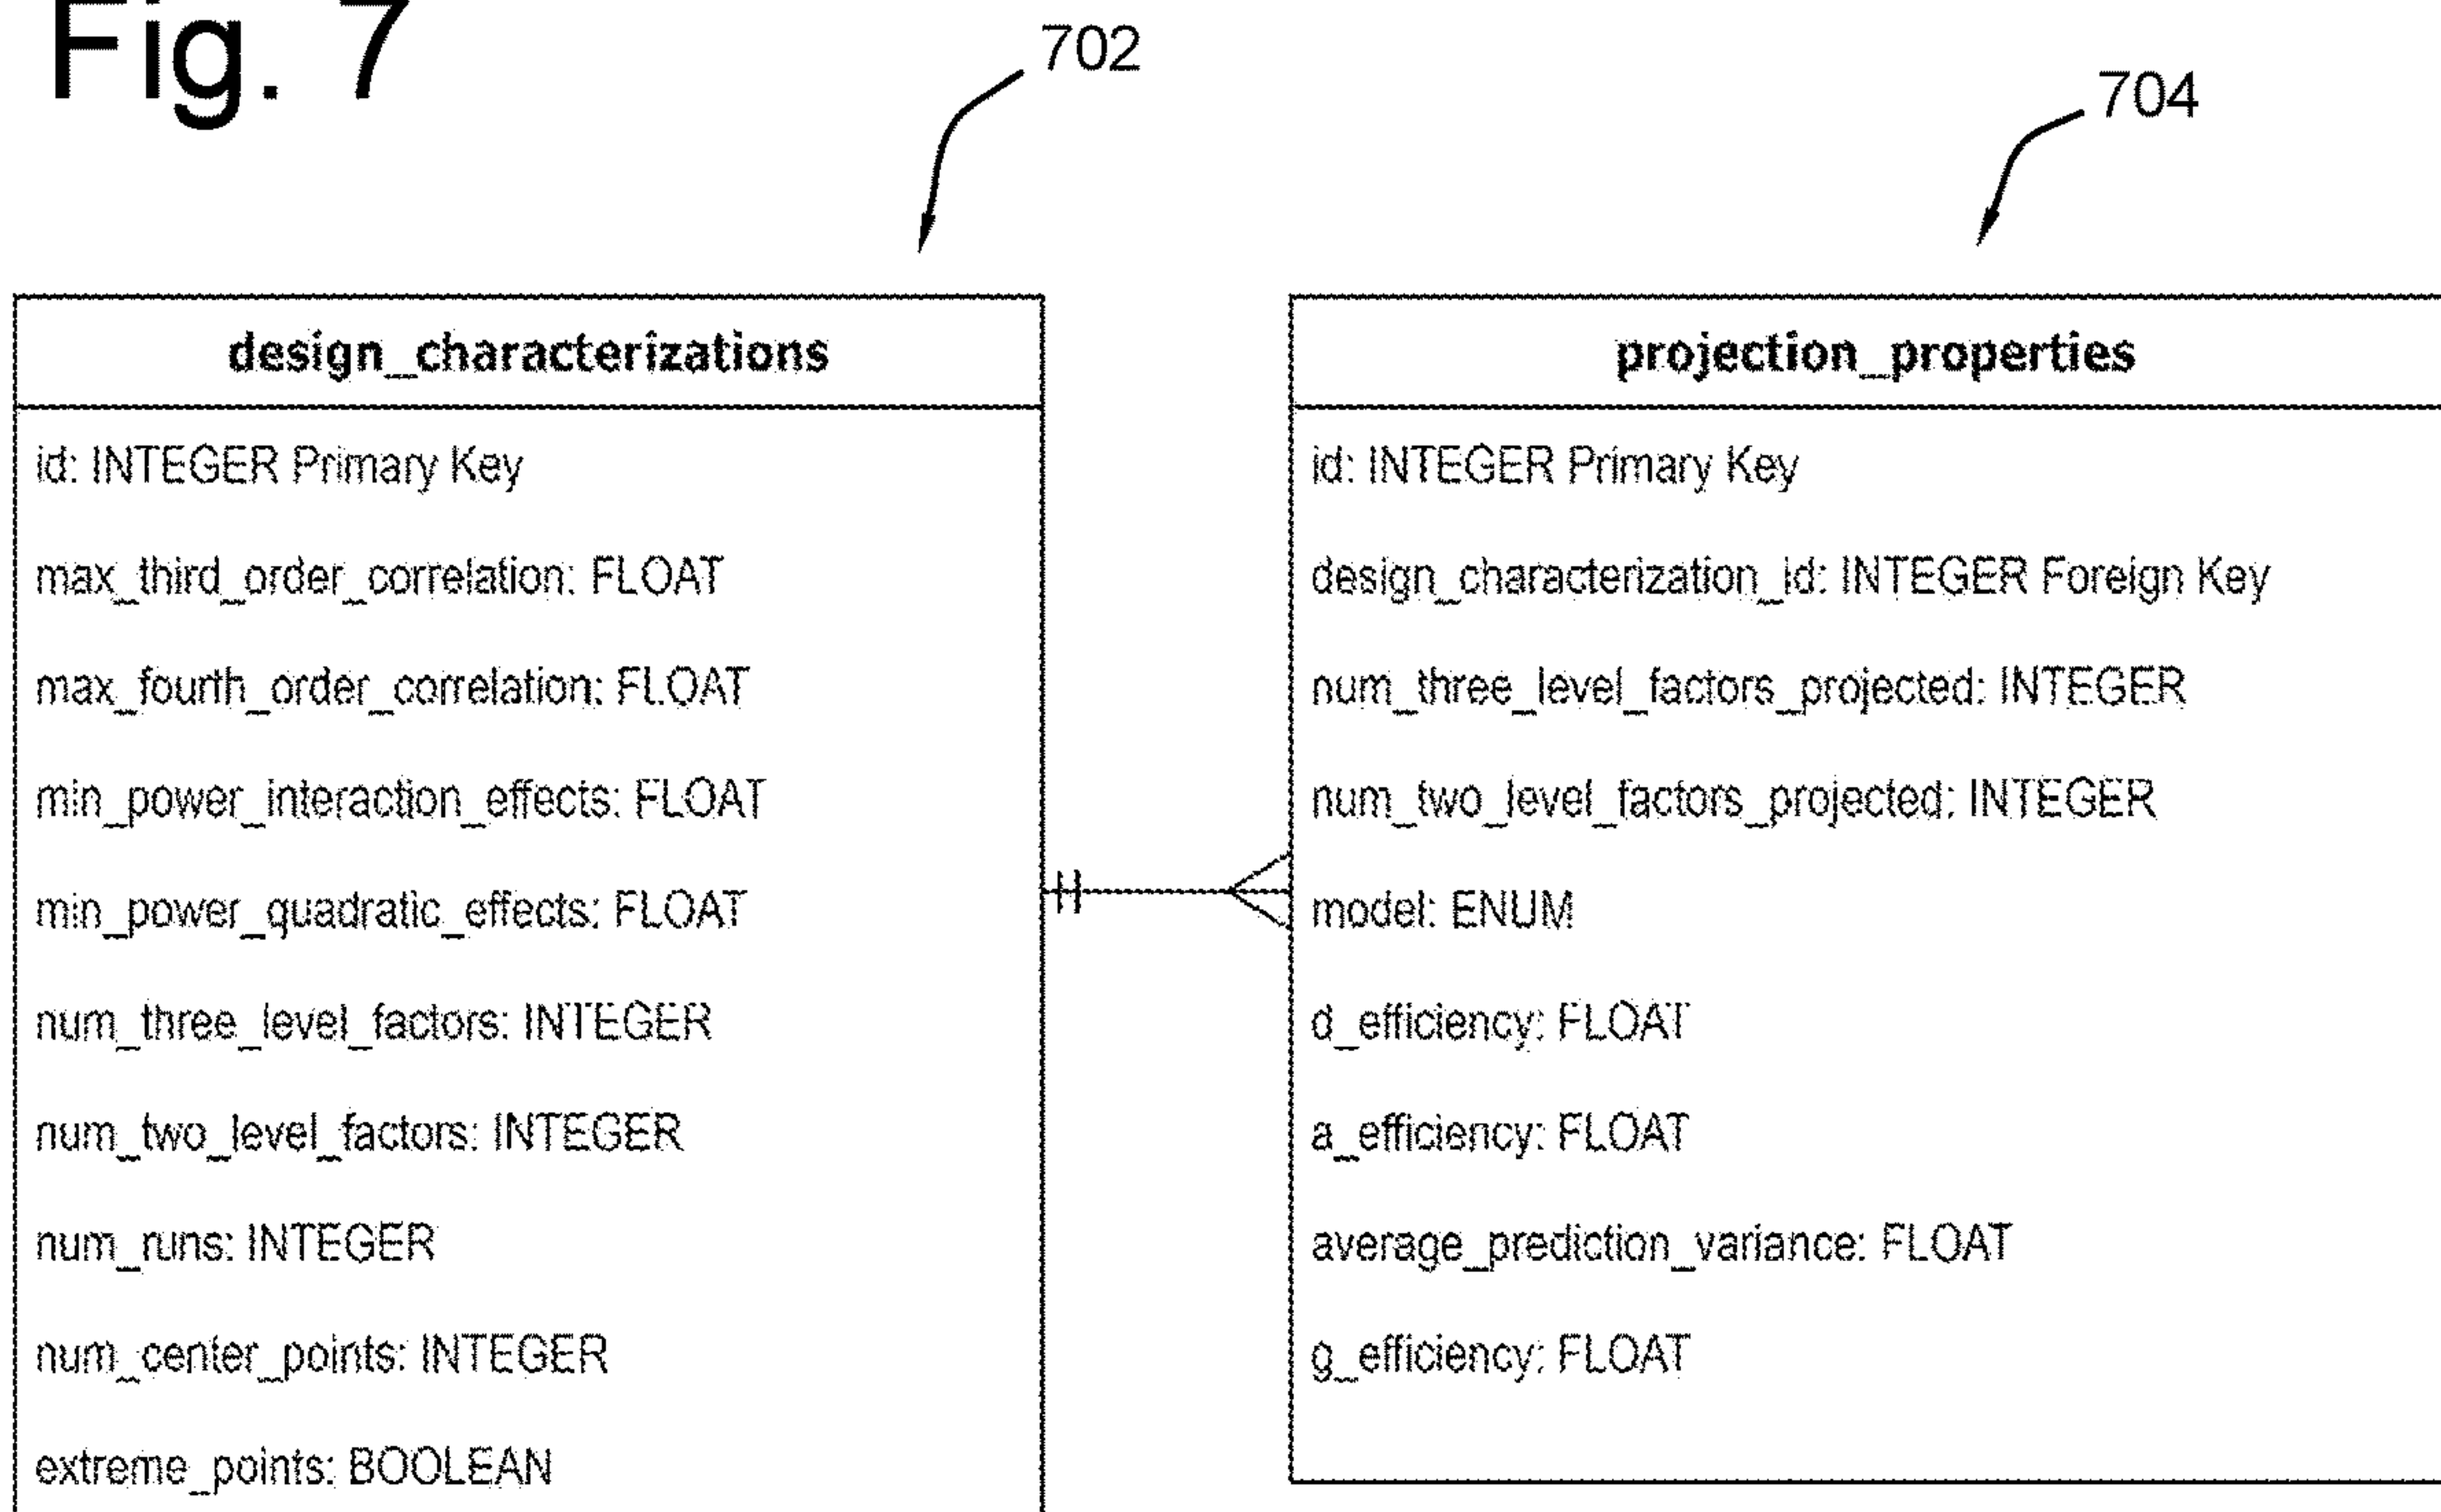 Fig. 7
702
704
design_characterizations
id: INTEGER Primary Key
max_third_order_correlation: FLOAT
max_fourth_order_correlation: FLOAT
min_power_interaction_effects: FLOAT
min_power_quadratic_effects: FLOAT
num_three_level_factors: INTEGER
num_two_level_factors: INTEGER
num_runs: INTEGER
num_center_points: INTEGER
extreme_points: BOOLEAN
projection_properties
id: INTEGER Primary Key
design_characterization_id: INTEGER Foreign Key
num_three_level_factors_projected: INTEGER
num_two_level_factors_projected: INTEGER
model: ENUM
d_efficiency: FLOAT
a_efficiency: FLOAT
average_prediction_variance: FLOAT
g_efficiency: FLOAT